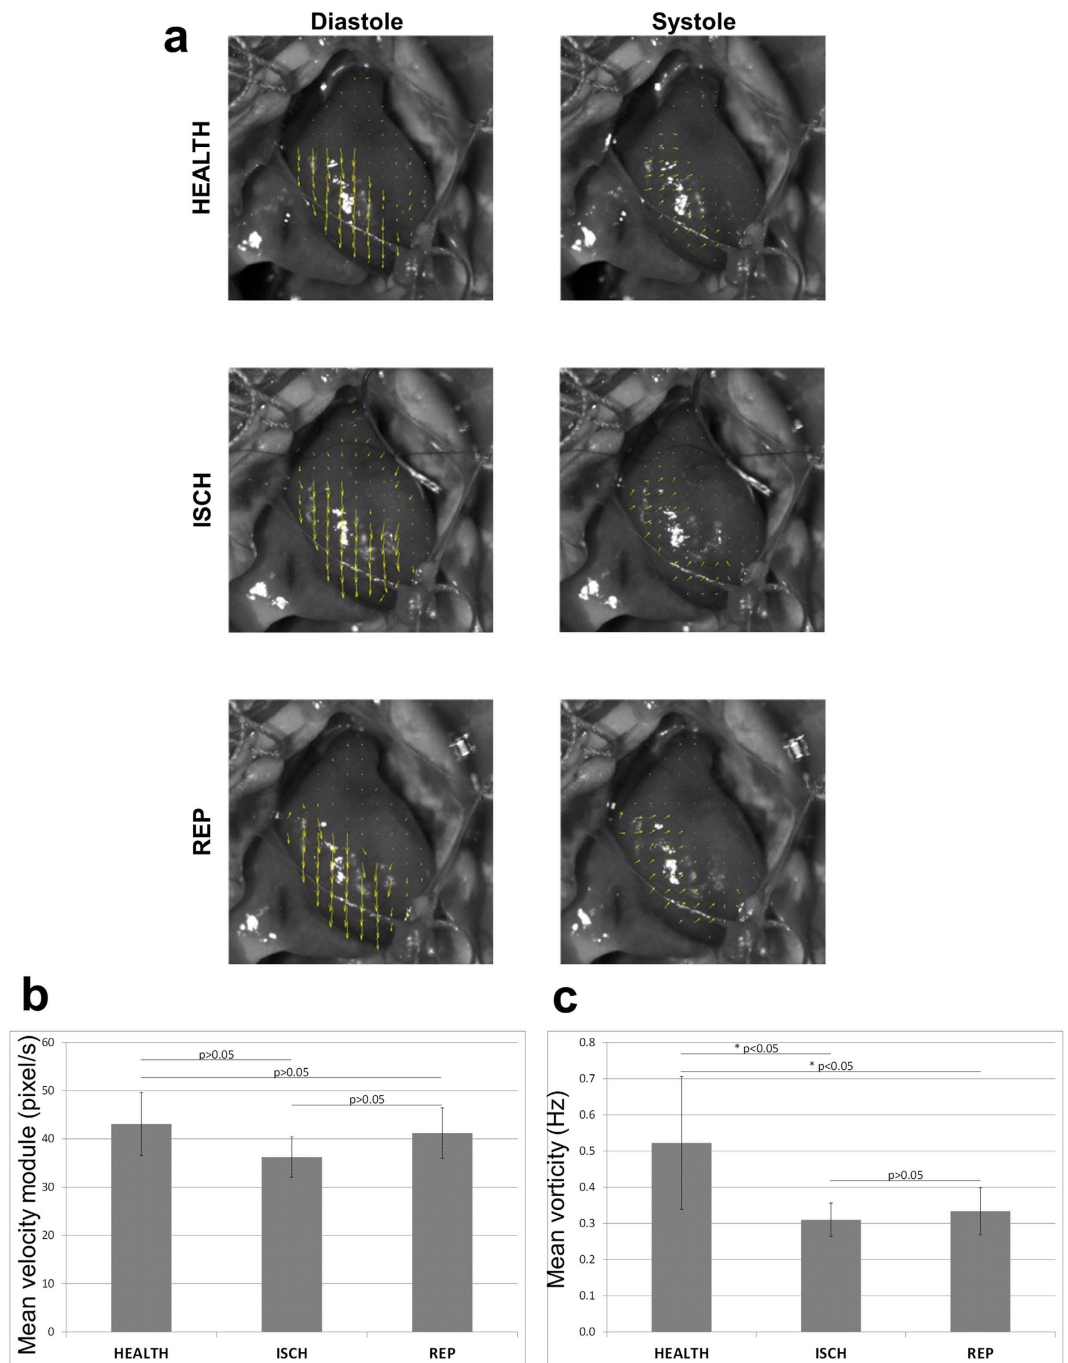 a
Diastole
Systole
HEALTH
ISCH
REP
b
Mean velocity module (pixel/s)
60
50
40
30
20
10
0
p>0.05
p>0.05
p>0.05
HEALTH
ISCH
REP
c
Mean vorticity (Hz)
0.8
0.7
0.6
0.5
0.4
0.3
0.2
0.1
0.0
* p<0.05
* p<0.05
p>0.05
HEALTH
ISCH
REP